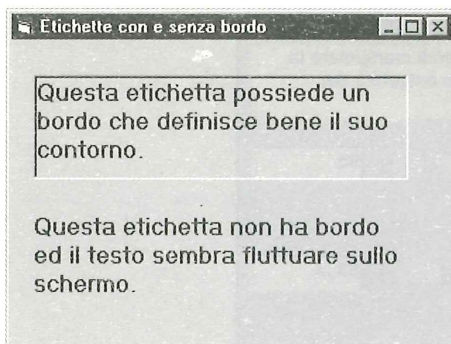 Etichette con e senza bordo
Questa etichetta possiede un
bordo che definisce bene il suo
contorno.
Questa etichetta non ha bordo
ed il testo sembra fluttuare sullo
schermo.